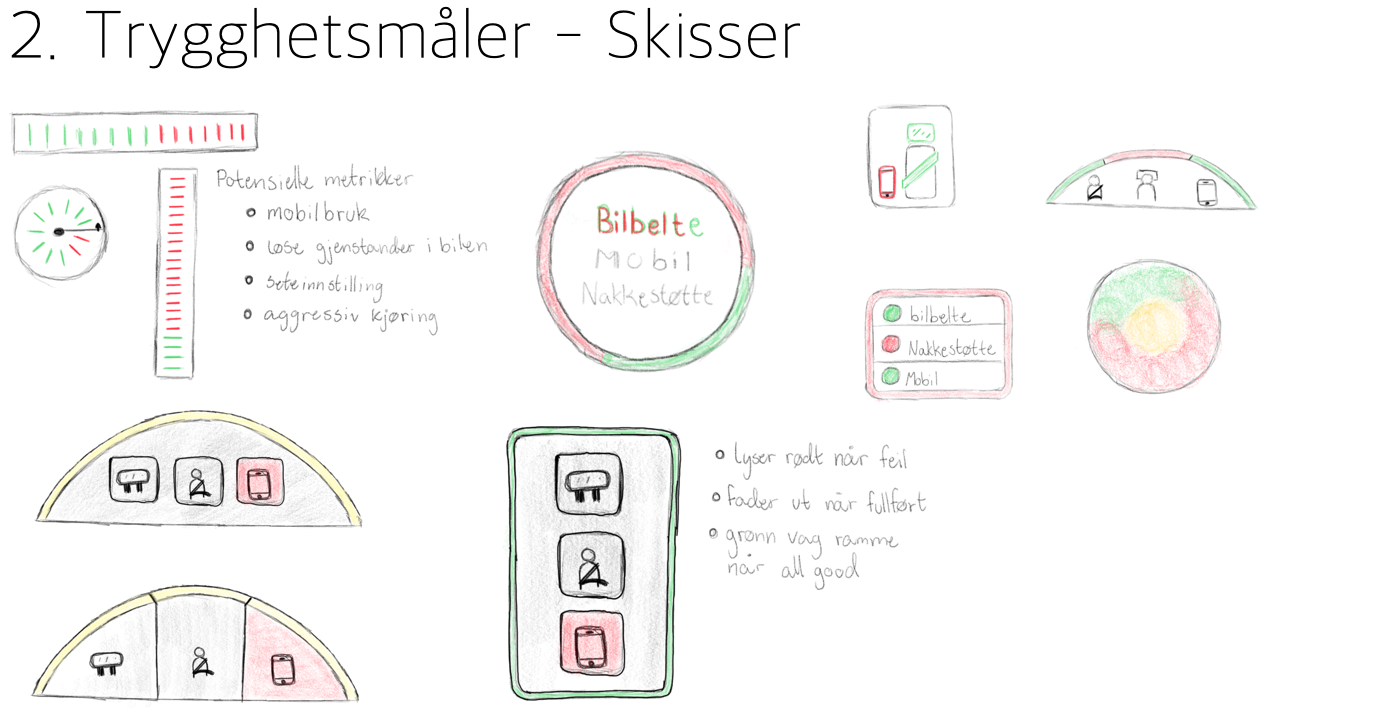 2. Trygghetsmåler - Skisser
Potensielle metrikker
mobilbruk
løse gjenstander i bilen
seteinnstilling
aggressiv kjøring
Bilbelte
Mobil
Nakkestøtte
bilbelte
Nakkestøtte
Mobil
lyser rødt når feil
fader ut når fullført
grønn vag ramme
når all good